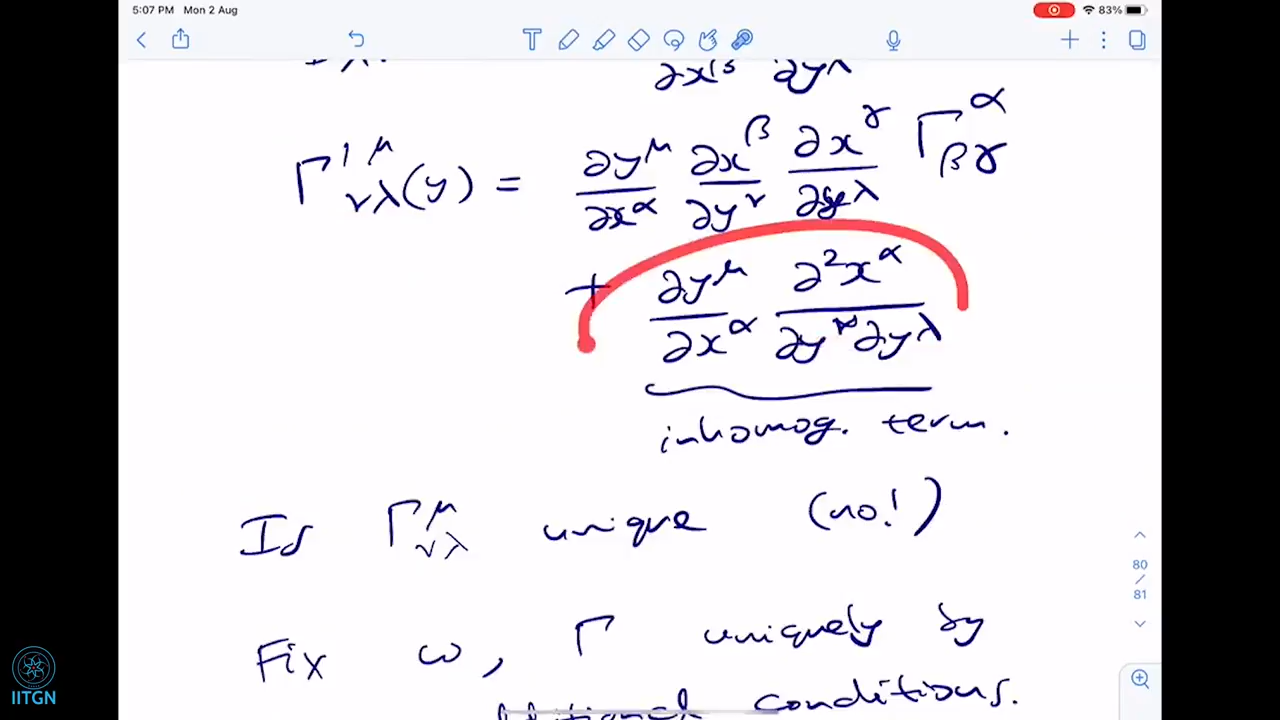 5:07 PM Mon 2 Aug 83%
∂x^β ∂y^λ
Γ'^μ_νλ(y) = ∂y^μ/∂x^α ∂x^β/∂y^ν ∂x^γ/∂y^λ Γ^α_βγ
+ ∂y^μ/∂x^α ∂²x^α/∂y^ν∂y^λ
inhomog. term.
Is Γ^μ_νλ unique (no!)
80
/
81
Fix ω, Γ uniquely by
conditions.
IITGN